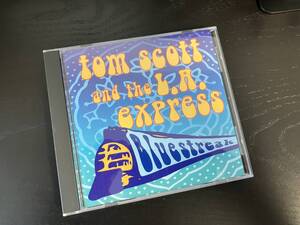 tom scott
and the L.A.
express
Bluestreak